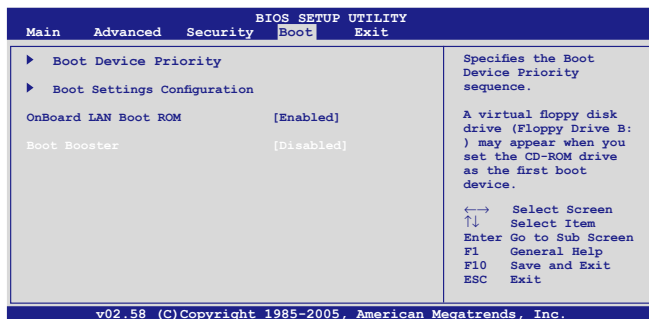 BIOS SETUP UTILITY
Main Advanced Security Boot Exit
Boot Device Priority
Boot Settings Configuration
OnBoard LAN Boot ROM [Enabled]
Boot Booster [Disabled]
Specifies the Boot
Device Priority
sequence.
A virtual floppy disk
drive (Floppy Drive B:
) may appear when you
set the CD-ROM drive
as the first boot
device.
←→ Select Screen
↑↓ Select Item
Enter Go to Sub Screen
F1 General Help
F10 Save and Exit
ESC Exit
v02.58 (C)Copyright 1985-2005, American Megatrends, Inc.